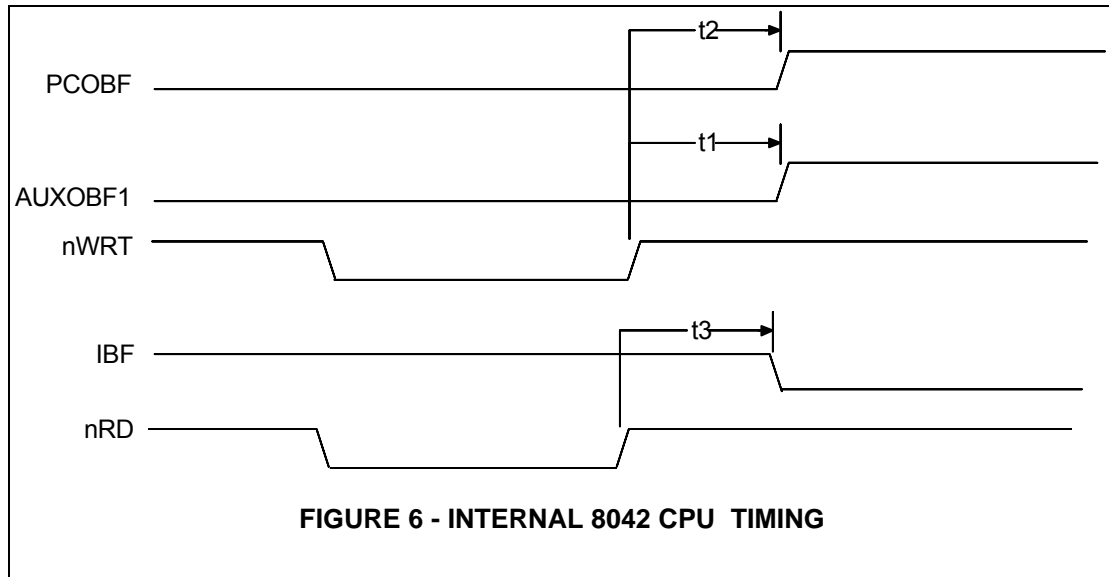 t2
PCOBF
t1
AUXOBF1
nWRT
t3
IBF
nRD
FIGURE 6 - INTERNAL 8042 CPU TIMING